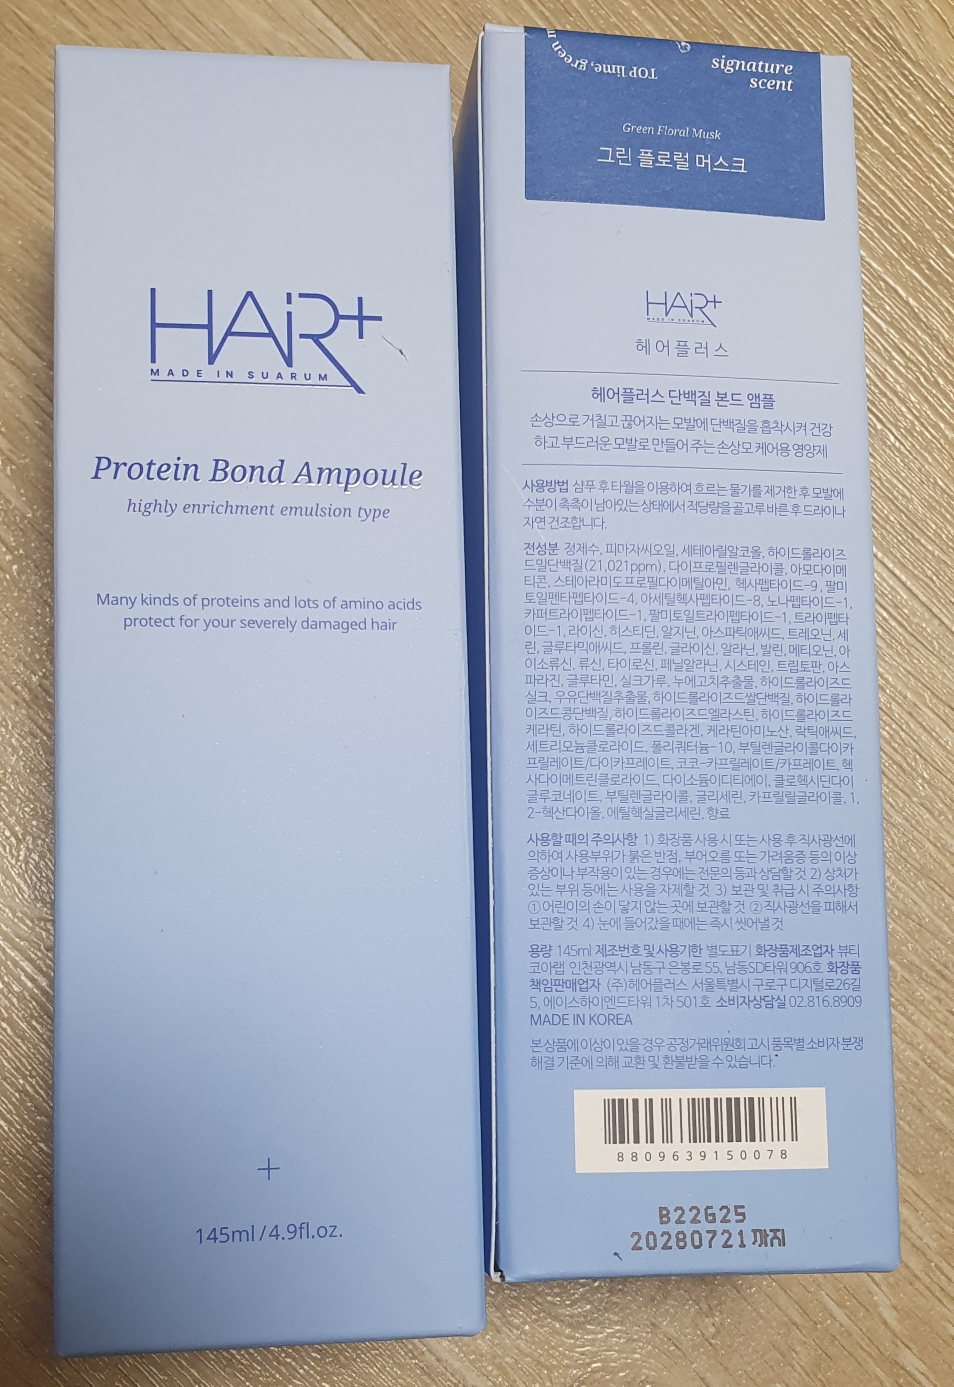 HAiR+
MADE IN SUARUM
Protein Bond Ampoule
highly enrichment emulsion type
Many kinds of proteins and lots of amino acids
protect for your severely damaged hair
145ml/4.9fl.oz.
TOP lime, green
signature
scent
Green Floral Musk
그린 플로럴 머스크
HAiR+
MADE IN SUARUM
헤어플러스
헤어플러스 단백질 본드 앰플
손상으로 거칠고 끊어지는 모발에 단백질을 흡착시켜 건강
하고 부드러운 모발로 만들어 주는 손상모 케어용 영양제
사용방법 샴푸 후 타월을 이용하여 흐르는 물기를 제거한 후 모발에
수분이 촉촉이 남아있는 상태에서 적당량을 골고루 바른 후 드라이나
자연 건조합니다.
전성분 정제수, 피마자씨오일, 세테아릴알코올, 하이드롤라이즈
드밀단백질(21,021ppm), 다이프로필렌글라이콜, 아모다이메
티콘, 스테아라미도프로필다이메틸아민, 헥사펩타이드-9, 팔미
토일펜타펩타이드-4, 아세틸헥사펩타이드-8, 노나펩타이드-1,
카퍼트라이펩타이드-1, 팔미토일트라이펩타이드-1, 트라이펩타
이드-1, 라이신, 히스티딘, 알지닌, 아스파틱애씨드, 트레오닌, 세
린, 글루타믹애씨드, 프롤린, 글라이신, 알라닌, 발린, 메티오닌, 아
이소류신, 류신, 타이로신, 페닐알라닌, 시스테인, 트립토판, 아스
파라진, 글루타민, 실크가루, 누에고치추출물, 하이드롤라이즈드
실크, 우유단백질추출물, 하이드롤라이즈드쌀단백질, 하이드롤라
이즈드콩단백질, 하이드롤라이즈드엘라스틴, 하이드롤라이즈드
케라틴, 하이드롤라이즈드콜라겐, 케라틴아미노산, 락틱애씨드,
세트리모늄클로라이드, 폴리쿼터늄-10, 부틸렌글라이콜다이카
프릴레이트/다이카프레이트, 코코-카프릴레이트/카프레이트, 헥
사다이메트린클로라이드, 다이소듐이디티에이, 클로헥시딘다이
글루코네이트, 부틸렌글라이콜, 글리세린, 카프릴릴글라이콜, 1,
2-헥산다이올, 에틸헥실글리세린, 향료
사용할 때의 주의사항 1) 화장품 사용 시 또는 사용 후 직사광선에
의하여 사용부위가 붉은 반점, 부어오름 또는 가려움증 등의 이상
증상이나 부작용이 있는 경우에는 전문의 등과 상담할 것 2) 상처가
있는 부위 등에는 사용을 자제할 것 3) 보관 및 취급 시 주의사항
①어린이의 손이 닿지 않는 곳에 보관할 것 ②직사광선을 피해서
보관할 것 4) 눈에 들어갔을 때에는 즉시 씻어낼 것
용량 145ml 제조번호 및 사용기한 별도표기 화장품제조업자 뷰티
코아랩 인천광역시 남동구 은봉로 55, 남동SD타워 906호 화장품
책임판매업자 (주)헤어플러스 서울특별시 구로구 디지털로26길
5, 에이스하이엔드타워 1차 501호 소비자상담실 02.816.8909
MADE IN KOREA
본 상품에 이상이 있을 경우 공정거래위원회 고시 품목별 소비자 분쟁
해결 기준에 의해 교환 및 환불받을 수 있습니다.
8809639150078
B22G25
20280721까지